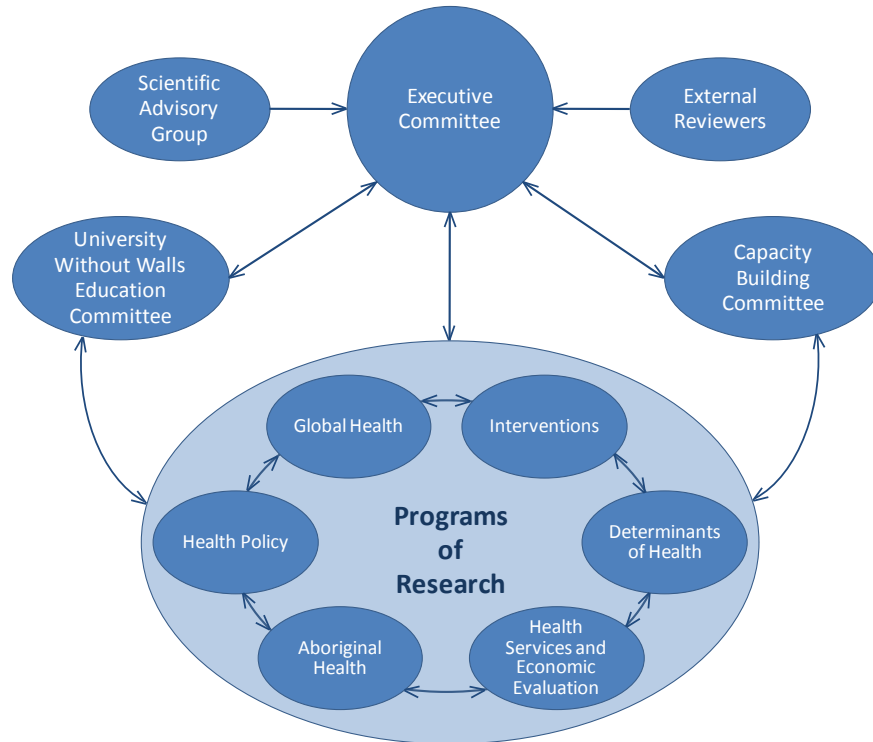 Scientific
Advisory
Group
Executive
Committee
External
Reviewers
University
Without Walls
Education
Committee
Capacity
Building
Committee
Global Health
Interventions
Health Policy
Programs
of
Research
Determinants
of Health
Aboriginal
Health
Health
Services and
Economic
Evaluation